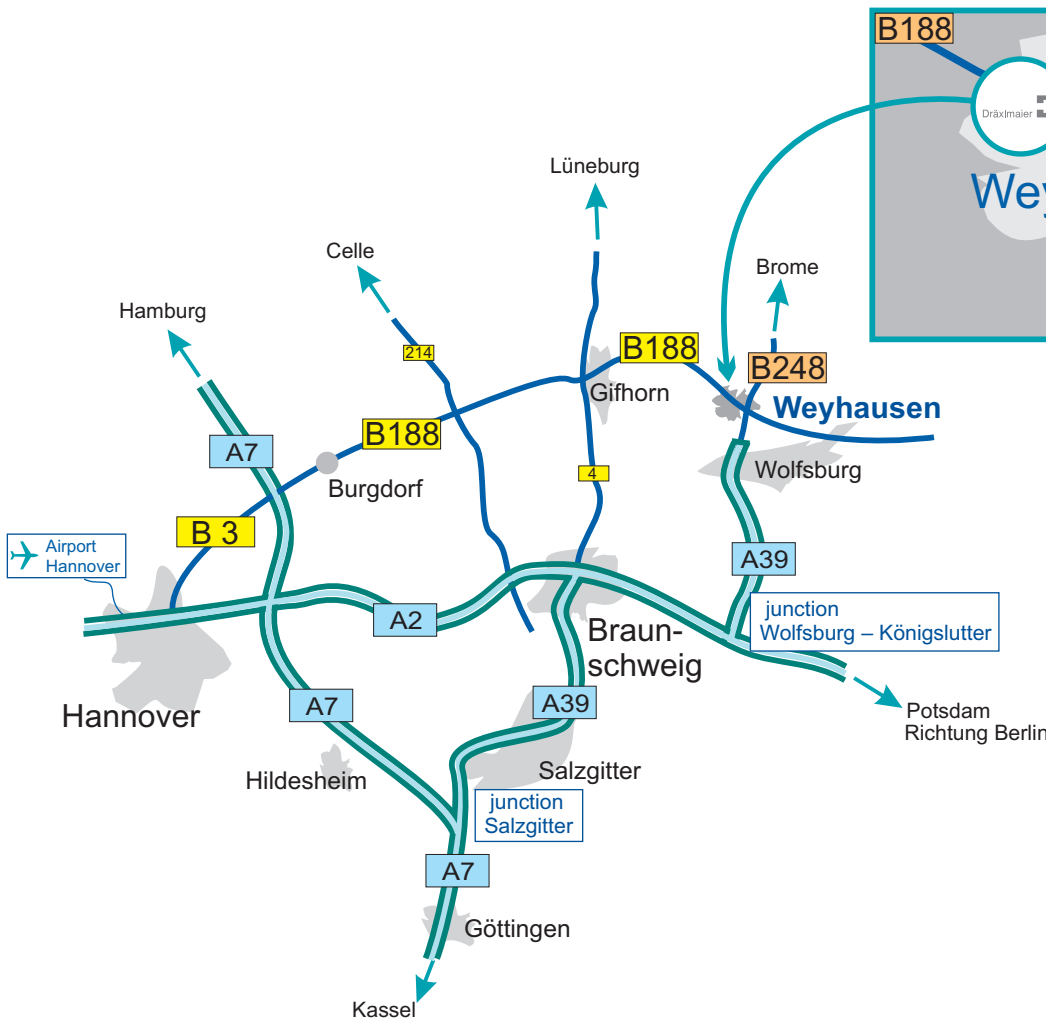 B188
Dräxlmaier
Wey
Lüneburg
Celle
Brome
Hamburg
214
B188
B248
Gifhorn
Weyhausen
B188
A7
Burgdorf
4
Wolfsburg
B 3
Airport
Hannover
A39
A2
junction
Wolfsburg – Königslutter
Braun-
schweig
Hannover
A7
A39
Potsdam
Richtung Berlin
Hildesheim
Salzgitter
junction
Salzgitter
A7
Göttingen
Kassel